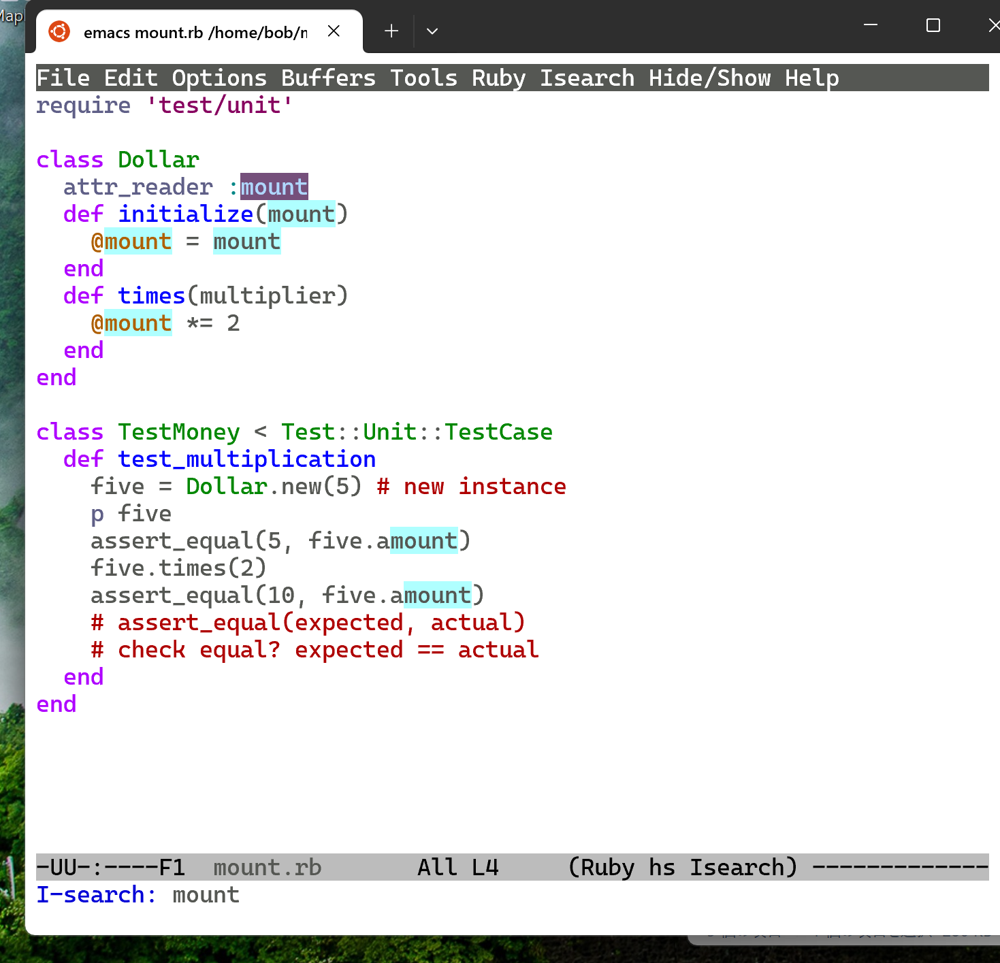 emacs mount.rb /home/bob/
File Edit Options Buffers Tools Ruby Isearch Hide/Show Help
require 'test/unit'
class Dollar
  attr_reader :mount
  def initialize(mount)
    @mount = mount
  end
  def times(multiplier)
    @mount *= 2
  end
end
class TestMoney < Test::Unit::TestCase
  def test_multiplication
    five = Dollar.new(5) # new instance
    p five
    assert_equal(5, five.amount)
    five.times(2)
    assert_equal(10, five.amount)
    # assert_equal(expected, actual)
    # check equal? expected == actual
  end
end
-UU-:----F1  mount.rb       All L4     (Ruby hs Isearch) -------------
I-search: mount